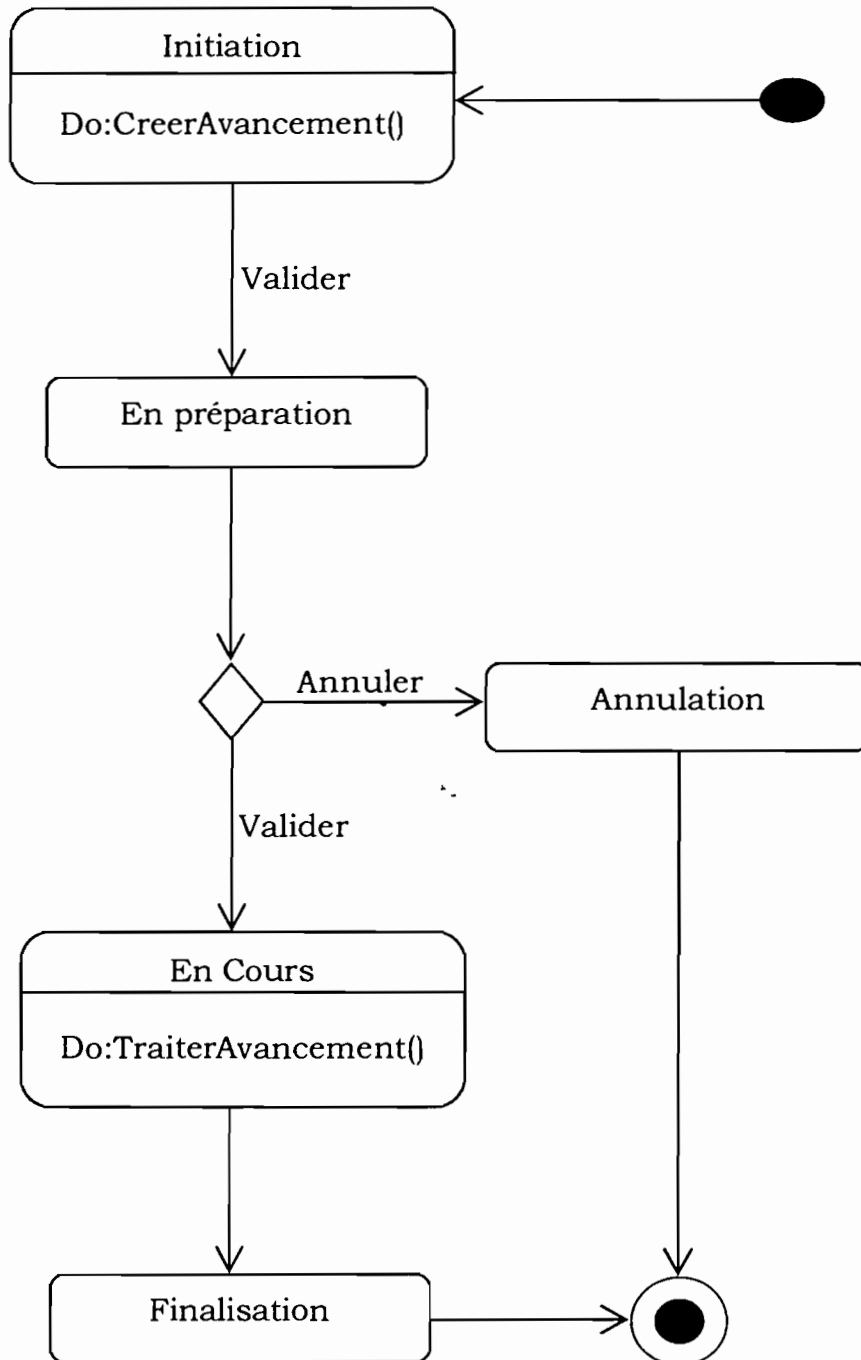 Initiation
Do:CreerAvancement()
Valider
En préparation
Annuler
Annulation
Valider
En Cours
Do:TraiterAvancement()
Finalisation